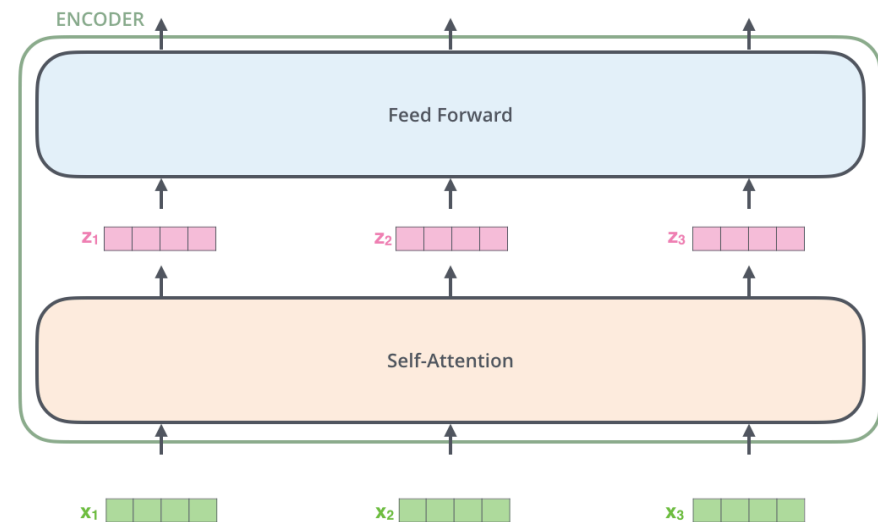 ENCODER
Feed Forward
z₁ z₂ z₃
Self-Attention
x₁ x₂ x₃